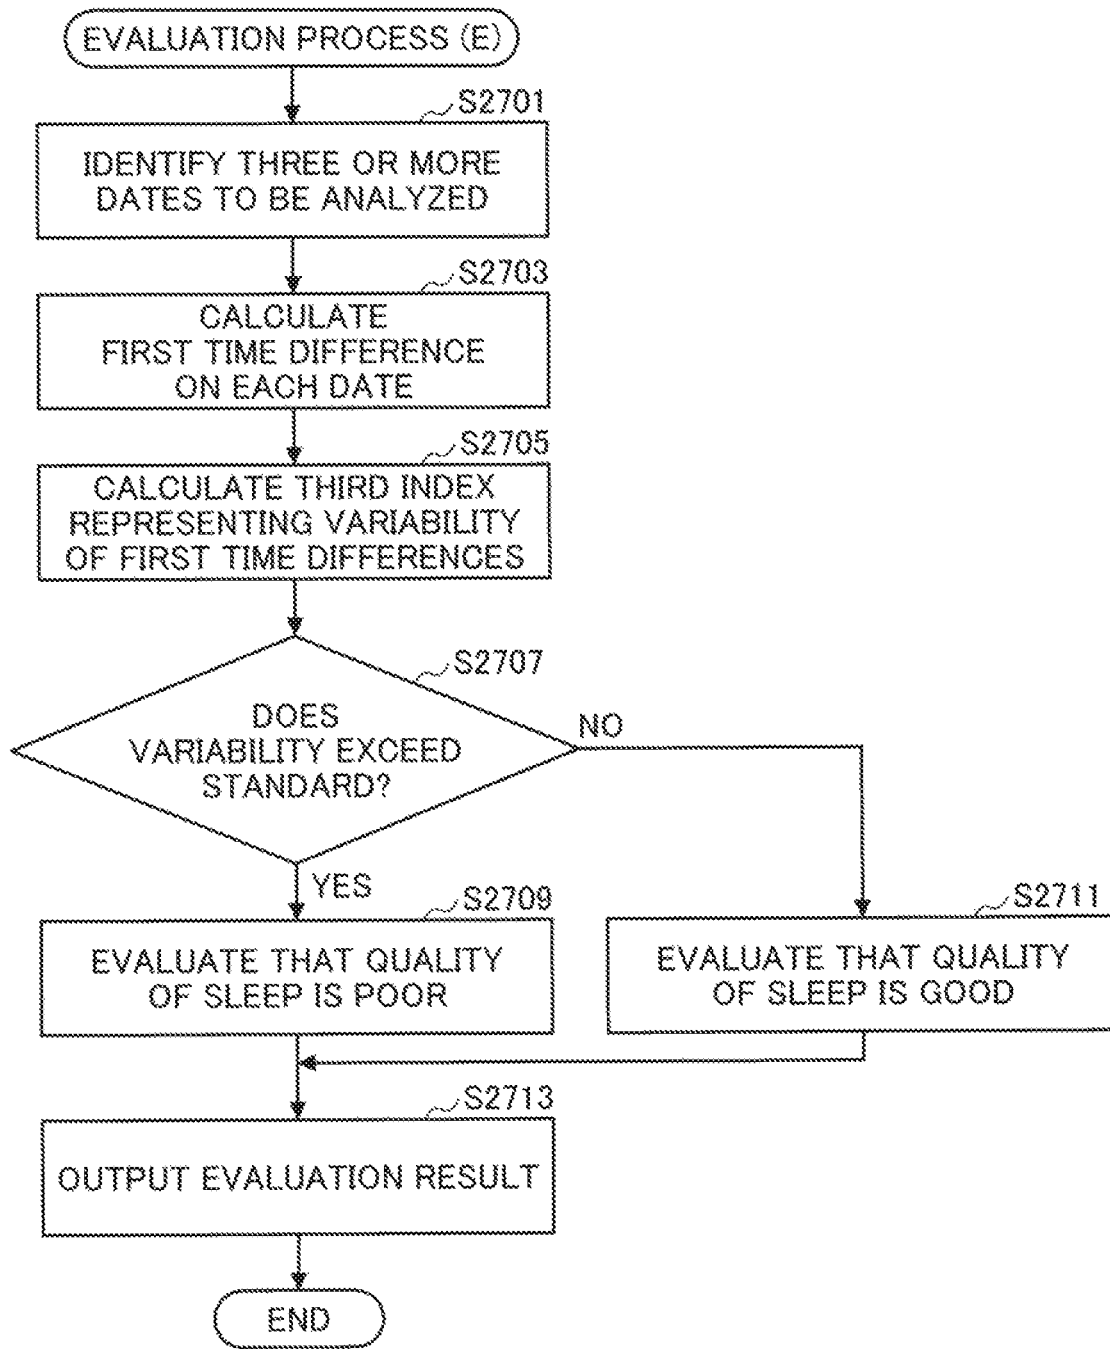 EVALUATION PROCESS (E)
S2701
IDENTIFY THREE OR MORE
DATES TO BE ANALYZED
S2703
CALCULATE
FIRST TIME DIFFERENCE
ON EACH DATE
S2705
CALCULATE THIRD INDEX
REPRESENTING VARIABILITY
OF FIRST TIME DIFFERENCES
S2707
DOES
VARIABILITY EXCEED
STANDARD?
NO
YES
S2709
EVALUATE THAT QUALITY
OF SLEEP IS POOR
S2711
EVALUATE THAT QUALITY
OF SLEEP IS GOOD
S2713
OUTPUT EVALUATION RESULT
END